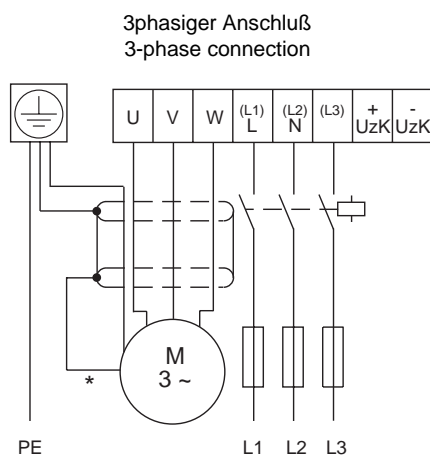 3phasiger Anschluß
3-phase connection
U V W (L1) L (L2) N (L3) + UzK - UzK
M
3 ~
*
PE L1 L2 L3